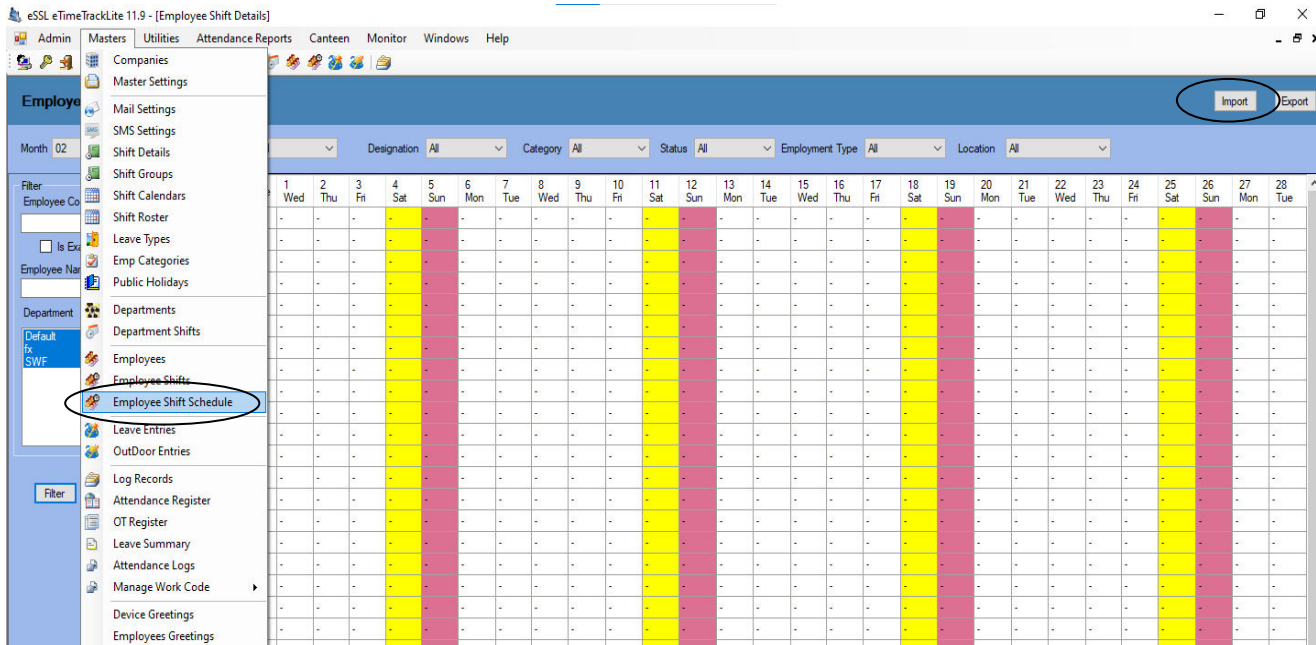 eSSL eTimeTrackLite 11.9 - [Employee Shift Details]
Admin Masters Utilities Attendance Reports Canteen Monitor Windows Help
Companies
Master Settings
Employe
Import Export
Mail Settings
SMS Settings
Shift Details
Shift Groups
Shift Calendars
Shift Roster
Leave Types
Emp Categories
Public Holidays
Departments
Department Shifts
Employees
Employee Shifts
Employee Shift Schedule
Leave Entries
OutDoor Entries
Log Records
Attendance Register
OT Register
Leave Summary
Attendance Logs
Manage Work Code
Device Greetings
Employees Greetings
Month 02 Designation All Category All Status All Employment Type All Location All
Filter
Employee Co
Is Exa
Employee Nar
Department
Default
fx
SWF
Filter
1 2 3 4 5 6 7 8 9 10 11 12 13 14 15 16 17 18 19 20 21 22 23 24 25 26 27 28
Wed Thu Fri Sat Sun Mon Tue Wed Thu Fri Sat Sun Mon Tue Wed Thu Fri Sat Sun Mon Tue Wed Thu Fri Sat Sun Mon Tue